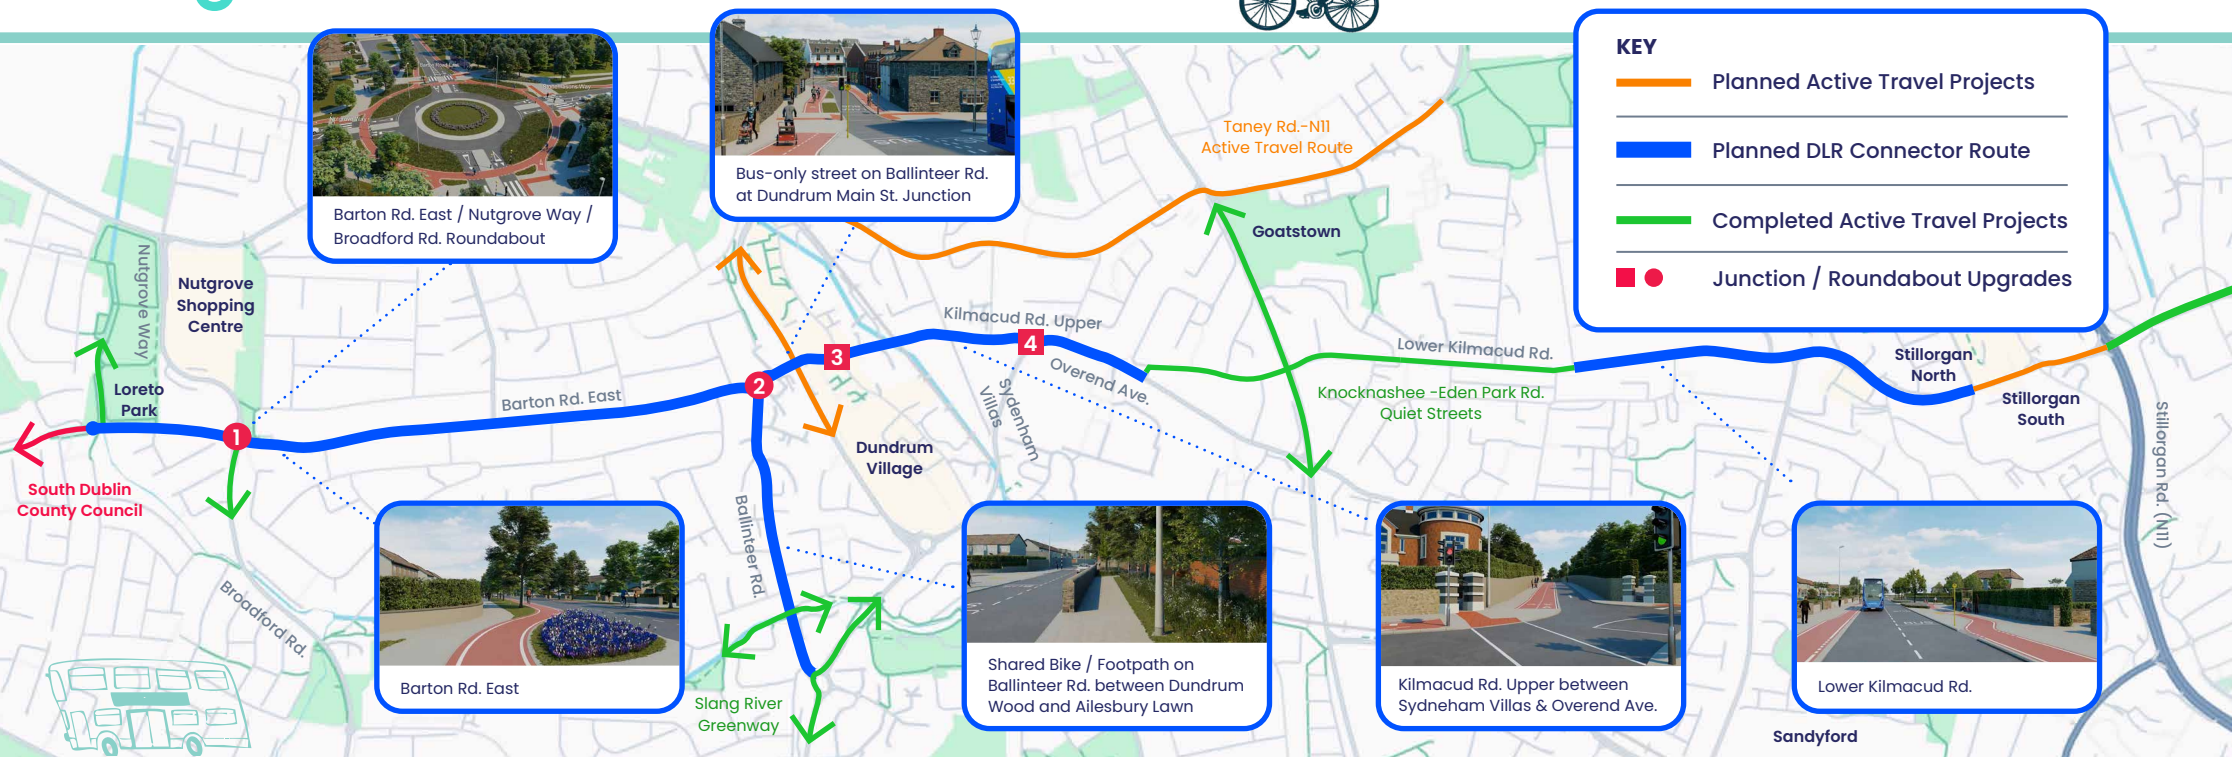 KEY
Planned Active Travel Projects
Planned DLR Connector Route
Completed Active Travel Projects
Junction / Roundabout Upgrades
Barton Rd. East / Nutgrove Way /
Broadford Rd. Roundabout
Bus-only street on Ballinteer Rd.
at Dundrum Main St. Junction
Taney Rd.-N11
Active Travel Route
Goatstown
Nutgrove Way
Nutgrove
Shopping
Centre
Loreto
Park
South Dublin
County Council
1
Barton Rd. East
2
3
4
Kilmacud Rd. Upper
Overend Ave.
Sydenham
Villas
Dundrum
Village
Lower Kilmacud Rd.
Knocknashee -Eden Park Rd.
Quiet Streets
Stillorgan
North
Stillorgan
South
Stillorgan Rd. (N11)
Broadford Rd.
Ballinteer Rd.
Slang River
Greenway
Barton Rd. East
Shared Bike / Footpath on
Ballinteer Rd. between Dundrum
Wood and Ailesbury Lawn
Kilmacud Rd. Upper between
Sydneham Villas & Overend Ave.
BUS
Lower Kilmacud Rd.
Sandyford